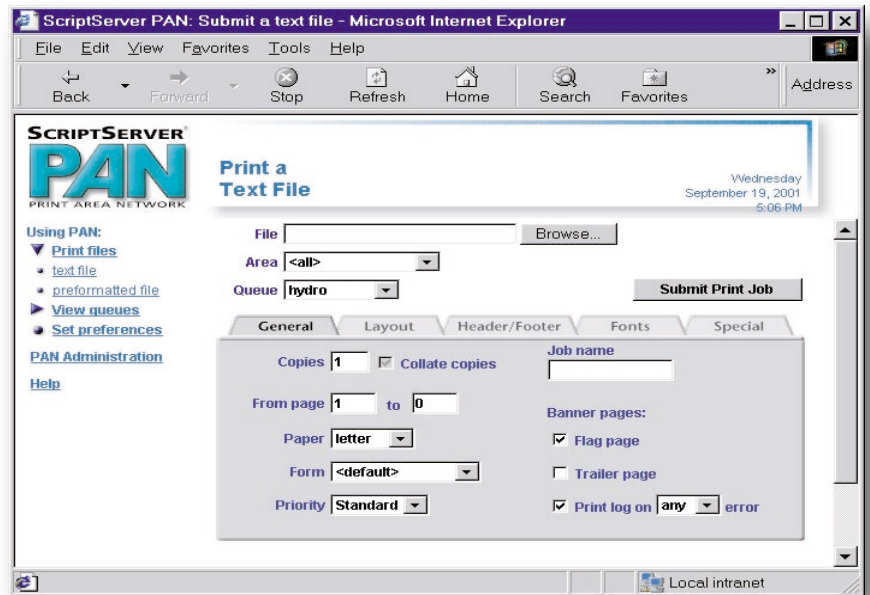 ScriptServer PAN: Submit a text file - Microsoft Internet Explorer
File Edit View Favorites Tools Help
Back Forward Stop Refresh Home Search Favorites » Address
SCRIPTSERVER®
PAN
PRINT AREA NETWORK
Print a
Text File
Wednesday
September 19, 2001
5:06 PM
Using PAN:
Print files
text file
preformatted file
View queues
Set preferences
PAN Administration
Help
File Browse...
Area <all>
Queue hydro Submit Print Job
General Layout Header/Footer Fonts Special
Copies 1 Collate copies
Job name
From page 1 to 0
Banner pages:
Paper letter
Flag page
Form <default>
Trailer page
Priority Standard
Print log on any error
Local intranet